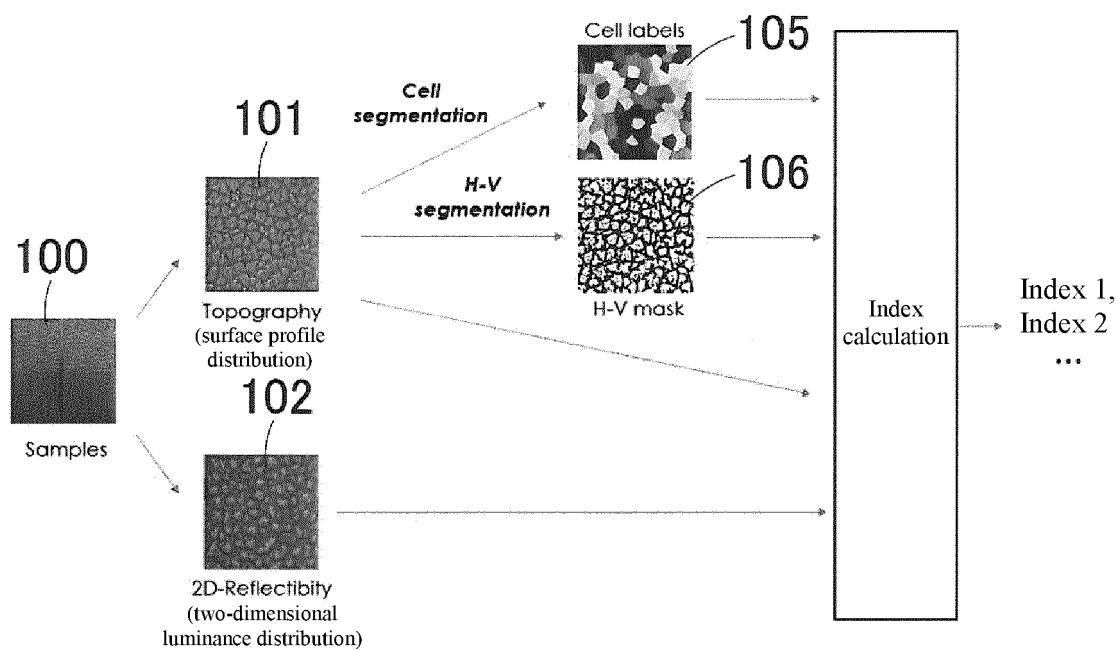 Cell labels
105
Cell
segmentation
101
H-V
segmentation
106
100
Topography
(surface profile
distribution)
H-V mask
Index
calculation
Index 1,
Index 2
...
102
Samples
2D-Reflectibity
(two-dimensional
luminance distribution)